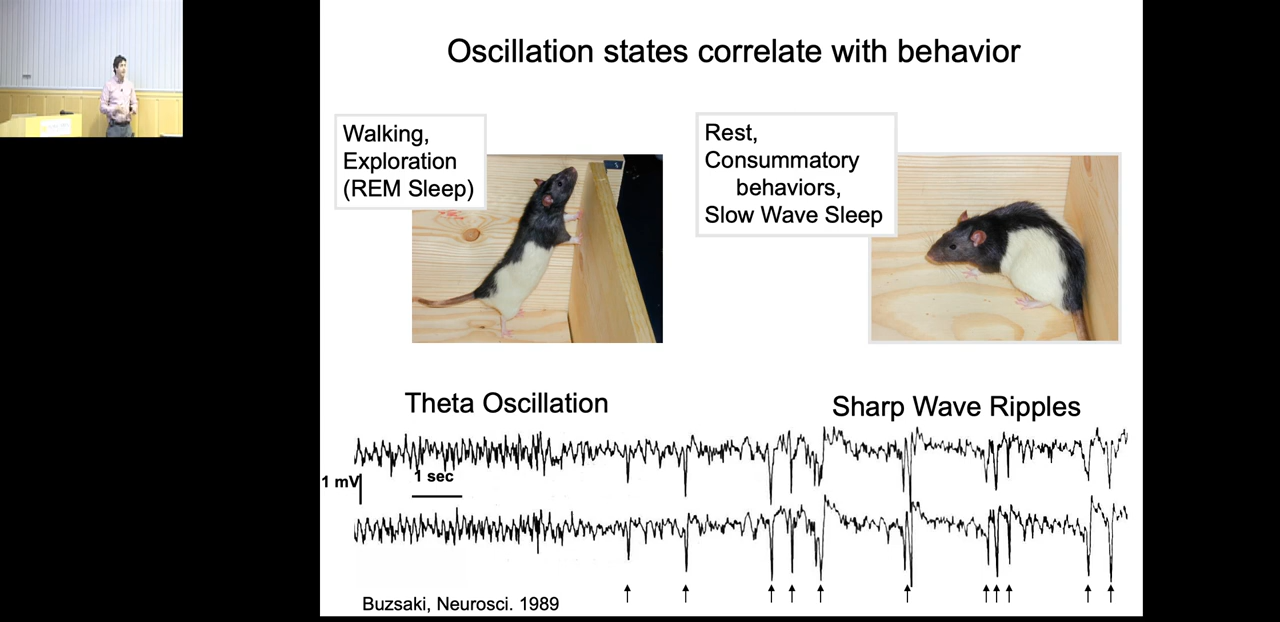 Oscillation states correlate with behavior
Walking,
Exploration
(REM Sleep)
Rest,
Consummatory
behaviors,
Slow Wave Sleep
Theta Oscillation
Sharp Wave Ripples
1 sec
1 mV
Buzsaki, Neurosci. 1989